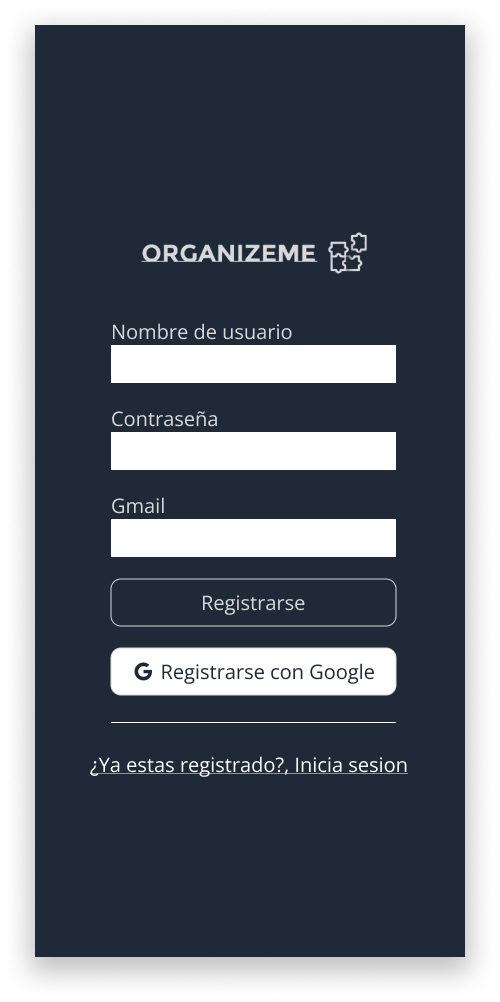 ORGANIZEME
Nombre de usuario
Contraseña
Gmail
Registrarse
G Registrarse con Google
¿Ya estas registrado?, Inicia sesion